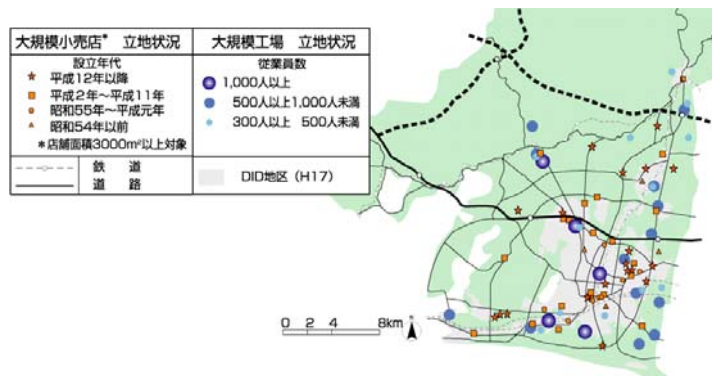 大規模小売店* 立地状況
設立年代
平成12年以降
平成2年～平成11年
昭和55年～平成元年
昭和54年以前
*店舗面積3000m²以上対象
鉄 道
道 路
大規模工場 立地状況
従業員数
1,000人以上
500人以上1,000人未満
300人以上 500人未満
DID地区(H17)
0 2 4 8km
N